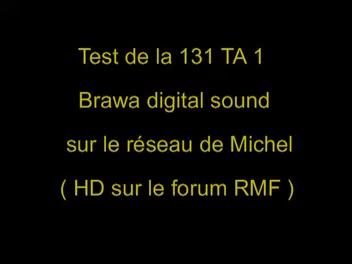 Test de la 131 TA 1
Brawa digital sound
sur le réseau de Michel
( HD sur le forum RMF )